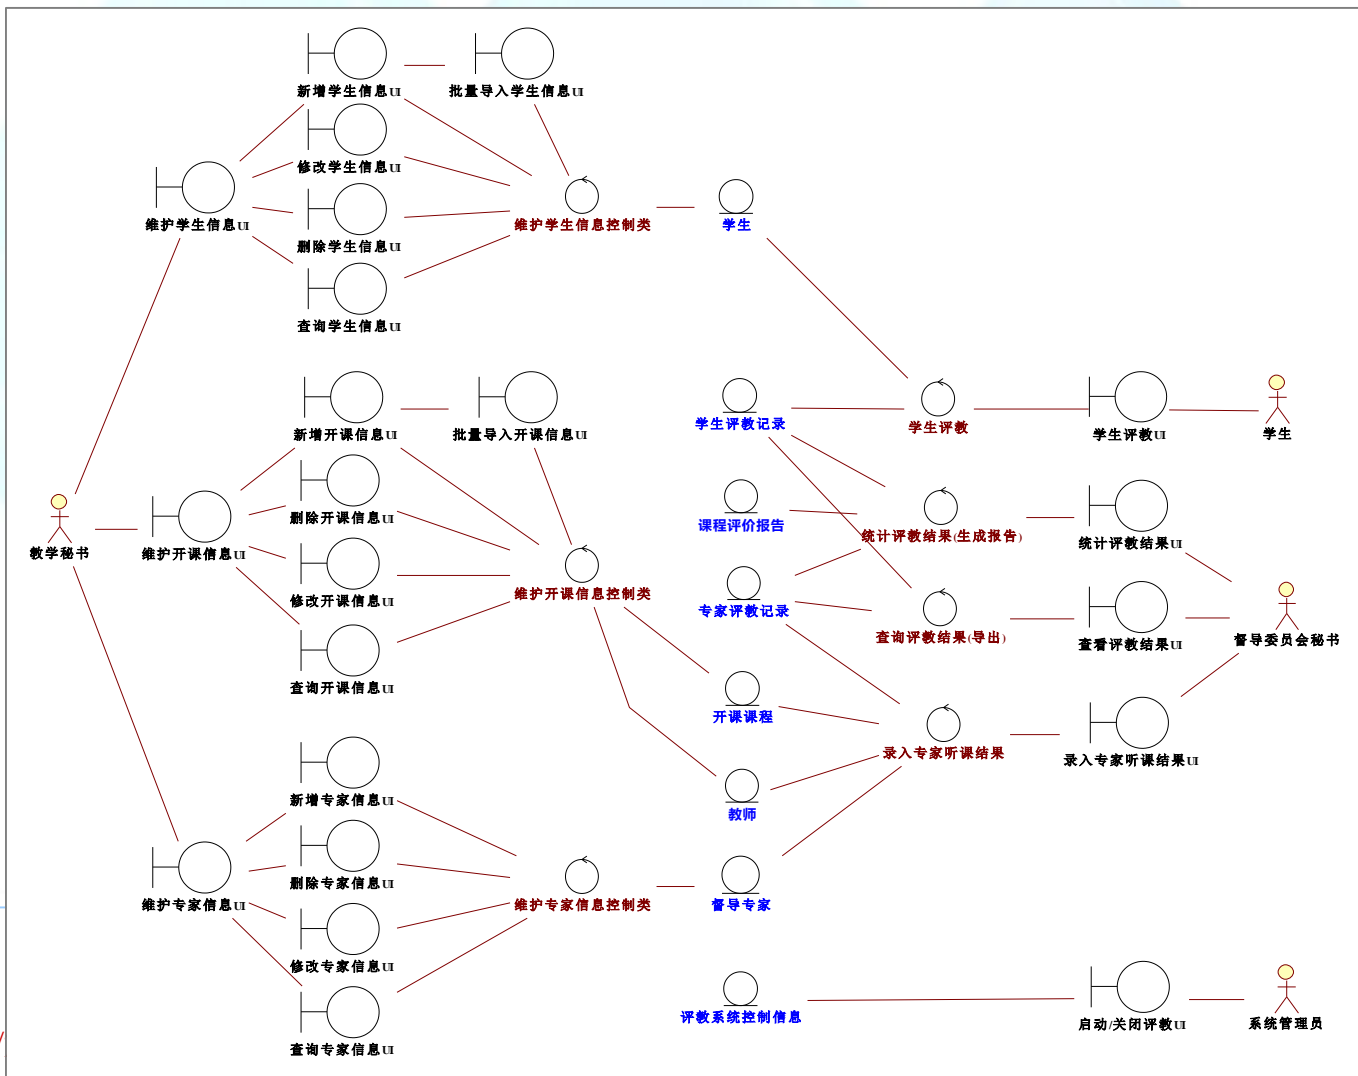 新增学生信息UI
批量导入学生信息UI
修改学生信息UI
维护学生信息UI
维护学生信息控制类
学生
删除学生信息UI
查询学生信息UI
新增开课信息UI
批量导入开课信息UI
学生评教记录
学生评教
学生评教UI
学生
删除开课信息UI
课程评价报告
统计评教结果(生成报告)
统计评教结果UI
教学秘书
维护开课信息UI
修改开课信息UI
维护开课信息控制类
专家评教记录
查询评教结果(导出)
查看评教结果UI
督导委员会秘书
查询开课信息UI
开课课程
录入专家听课结果
录入专家听课结果UI
新增专家信息UI
教师
删除专家信息UI
维护专家信息UI
维护专家信息控制类
督导专家
修改专家信息UI
评教系统控制信息
启动/关闭评教UI
系统管理员
查询专家信息UI